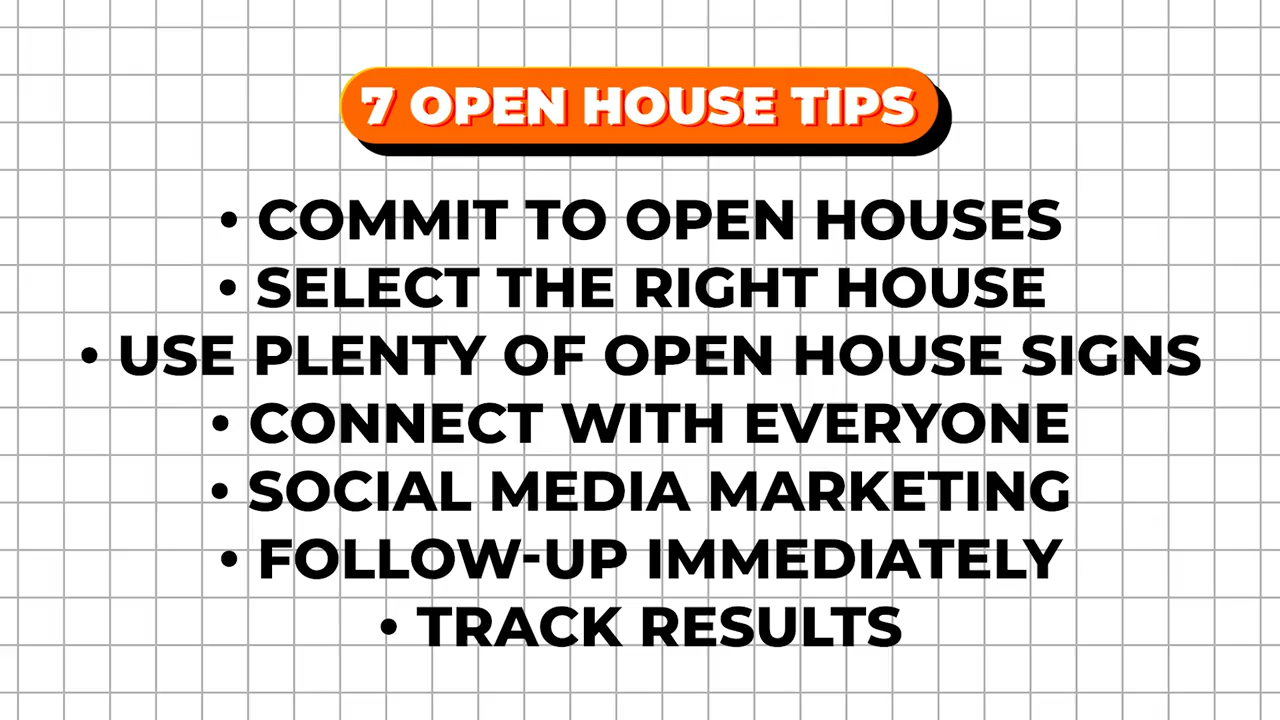 7 OPEN HOUSE TIPS
• COMMIT TO OPEN HOUSES
• SELECT THE RIGHT HOUSE
• USE PLENTY OF OPEN HOUSE SIGNS
• CONNECT WITH EVERYONE
• SOCIAL MEDIA MARKETING
• FOLLOW-UP IMMEDIATELY
• TRACK RESULTS